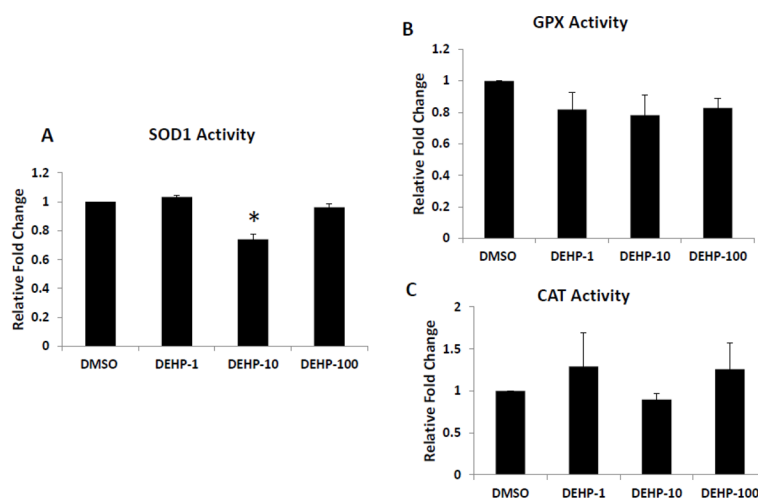 A
SOD1 Activity
Relative Fold Change
1.2
1
0.8
0.6
0.4
0.2
0
*
DMSO DEHP-1 DEHP-10 DEHP-100
B
GPX Activity
Relative Fold Change
1.2
1
0.8
0.6
0.4
0.2
0
DMSO DEHP-1 DEHP-10 DEHP-100
C
CAT Activity
Relative Fold Change
2
1.5
1
0.5
0
DMSO DEHP-1 DEHP-10 DEHP-100